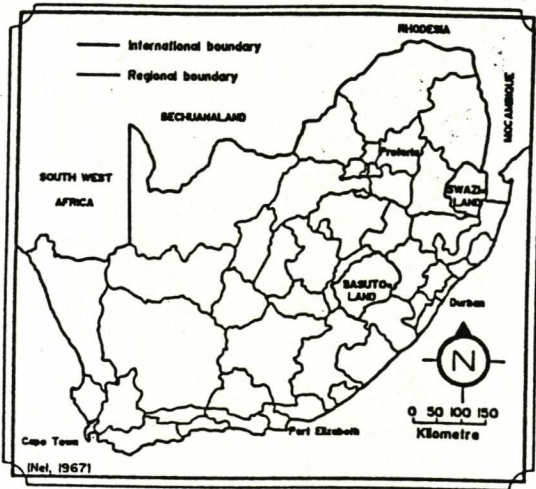 RHODESIA
International boundary
Regional boundary
MOCAMBIQUE
BECHUANALAND
Pretoria
SOUTH WEST
AFRICA
SWAZI-
LAND
BASUTO-
LAND
Durban
N
0 50 100 150
Kilometre
Cape Town
Port Elizabeth
(Nel, 1967)